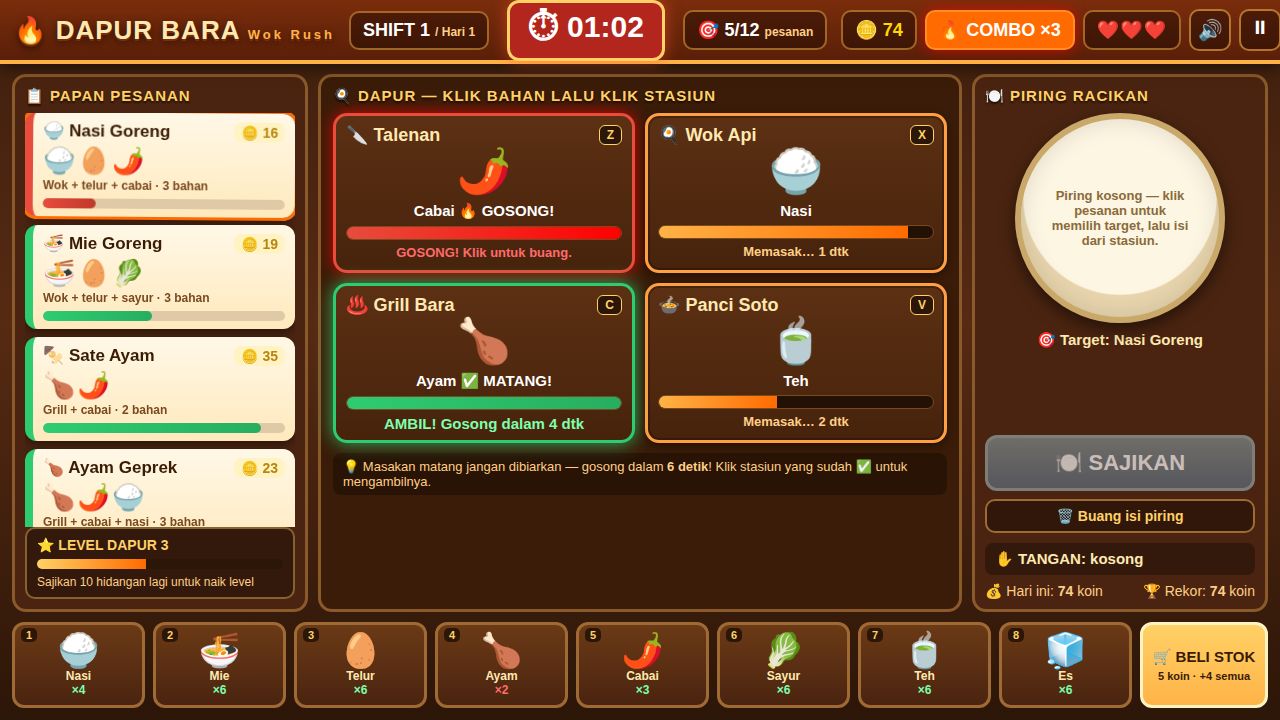 DAPUR BARA Wok Rush
SHIFT 1 / Hari 1
01:02
5/12 pesanan
74
COMBO ×3
PAPAN PESANAN
Nasi Goreng 16
Wok + telur + cabai · 3 bahan
Mie Goreng 19
Wok + telur + sayur · 3 bahan
Sate Ayam 35
Grill + cabai · 2 bahan
Ayam Geprek 23
Grill + cabai + nasi · 3 bahan
LEVEL DAPUR 3
Sajikan 10 hidangan lagi untuk naik level
DAPUR — KLIK BAHAN LALU KLIK STASIUN
Talenan Z
Cabai 🔥 GOSONG!
GOSONG! Klik untuk buang.
Wok Api X
Nasi
Memasak… 1 dtk
Grill Bara C
Ayam ✅ MATANG!
AMBIL! Gosong dalam 4 dtk
Panci Soto V
Teh
Memasak… 2 dtk
Masakan matang jangan dibiarkan — gosong dalam 6 detik! Klik stasiun yang sudah ✅ untuk
mengambilnya.
PIRING RACIKAN
Piring kosong — klik
pesanan untuk
memilih target, lalu isi
dari stasiun.
Target: Nasi Goreng
SAJIKAN
Buang isi piring
TANGAN: kosong
Hari ini: 74 koin
Rekor: 74 koin
1
Nasi
×4
2
Mie
×6
3
Telur
×6
4
Ayam
×2
5
Cabai
×3
6
Sayur
×6
7
Teh
×6
8
Es
×6
BELI STOK
5 koin · +4 semua